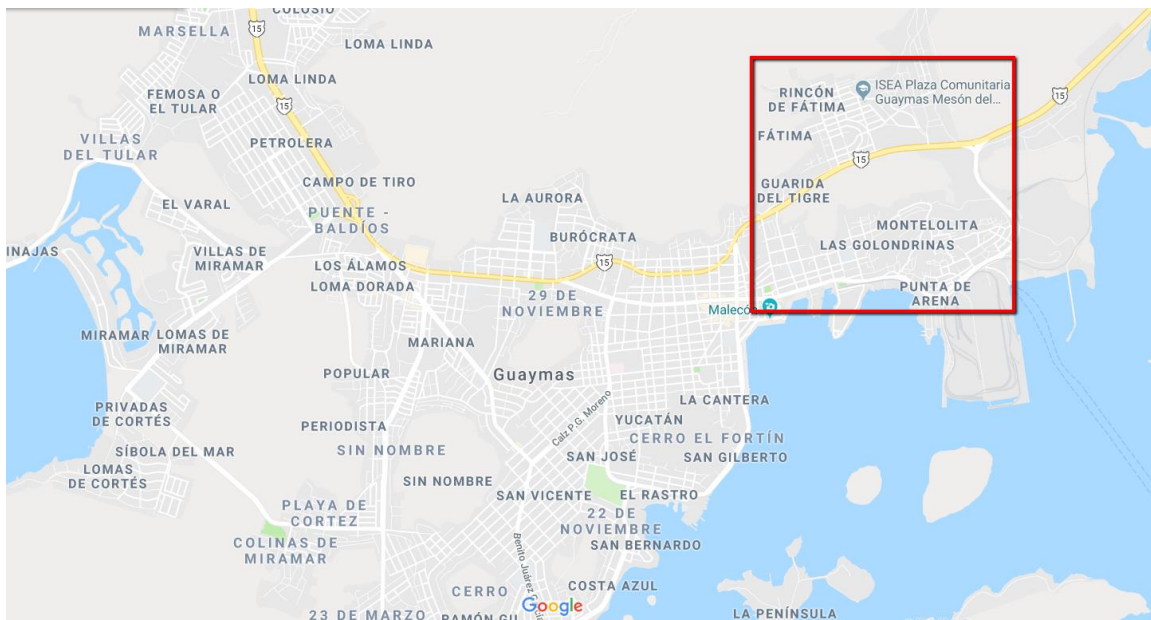 COLOSIO
MARSELLA
15
LOMA LINDA
LOMA LINDA
FEMOSA O
EL TULAR
15
RINCÓN
DE FÁTIMA
ISEA Plaza Comunitaria
Guaymas Mesón del...
15
VILLAS
DEL TULAR
PETROLERA
FÁTIMA
15
CAMPO DE TIRO
GUARIDA
DEL TIGRE
EL VARAL
LA AURORA
PUENTE -
BALDÍOS
MONTELOLITA
INAJAS
VILLAS DE
MIRAMAR
BURÓCRATA
LAS GOLONDRINAS
LOS ÁLAMOS
15
LOMA DORADA
29 DE
NOVIEMBRE
PUNTA DE
ARENA
Malecón
MIRAMAR
LOMAS DE
MIRAMAR
MARIANA
POPULAR
Guaymas
PRIVADAS
DE CORTÉS
LA CANTERA
Calz P.G. Moreno
PERIODISTA
YUCATÁN
SÍBOLA DEL MAR
SIN NOMBRE
CERRO EL FORTÍN
SAN JOSÉ
SAN GILBERTO
LOMAS
DE CORTÉS
SIN NOMBRE
SAN VICENTE
EL RASTRO
PLAYA DE
CORTEZ
22 DE
NOVIEMBRE
COLINAS DE
MIRAMAR
SAN BERNARDO
Benito Juárez
CERRO
COSTA AZUL
Google
23 DE MARZO
RAMÓN GIL
LA PENÍNSULA